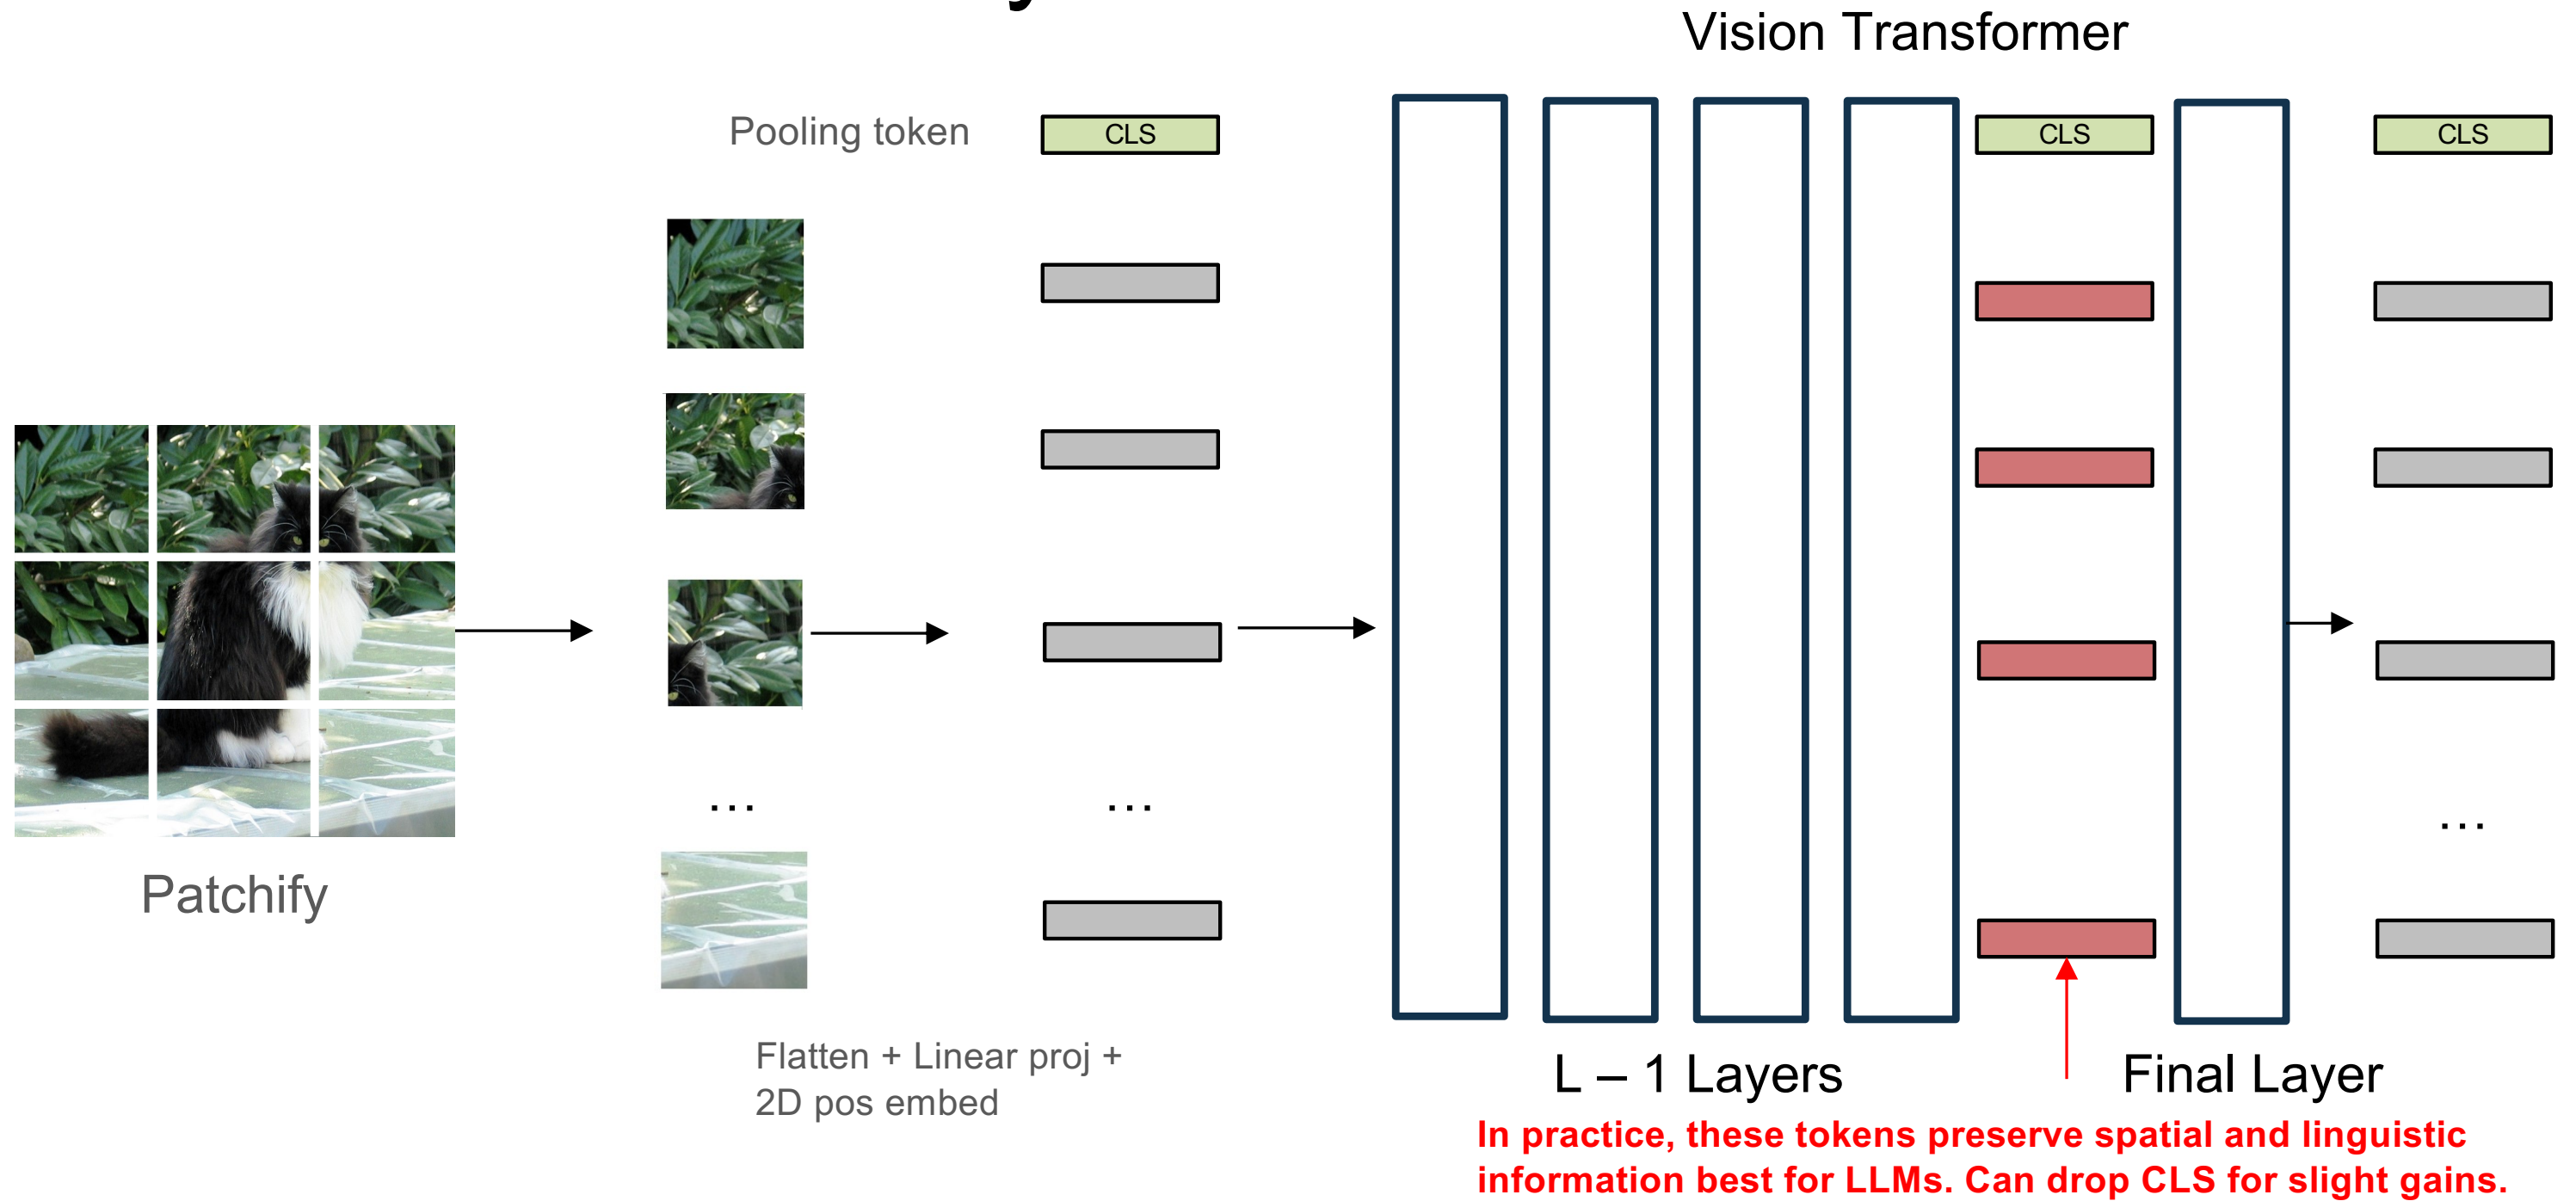 Vision Transformer
Pooling token
CLS
CLS
CLS
...
...
...
Patchify
Flatten + Linear proj +
2D pos embed
L – 1 Layers
Final Layer
In practice, these tokens preserve spatial and linguistic
information best for LLMs. Can drop CLS for slight gains.